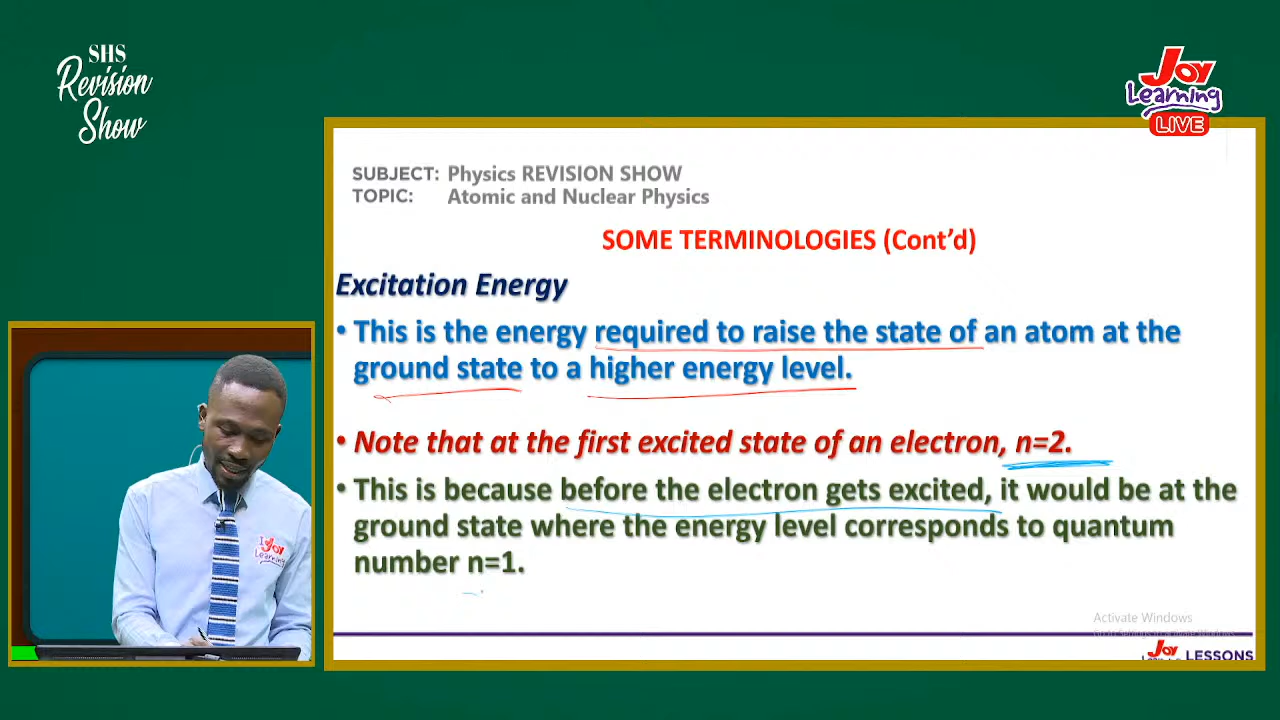 SHS
Revision
Show
Joy
Learning
LIVE
SUBJECT: Physics REVISION SHOW
TOPIC: Atomic and Nuclear Physics
SOME TERMINOLOGIES (Cont’d)
Excitation Energy
• This is the energy required to raise the state of an atom at the
ground state to a higher energy level.
• Note that at the first excited state of an electron, n=2.
• This is because before the electron gets excited, it would be at the
ground state where the energy level corresponds to quantum
number n=1.
Joy
Learning
Activate Windows
Joy
LESSONS